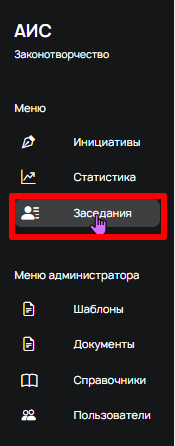 АИС
Законотворчество
Меню
Инициативы
Статистика
Заседания
Меню администратора
Шаблоны
Документы
Справочники
Пользователи